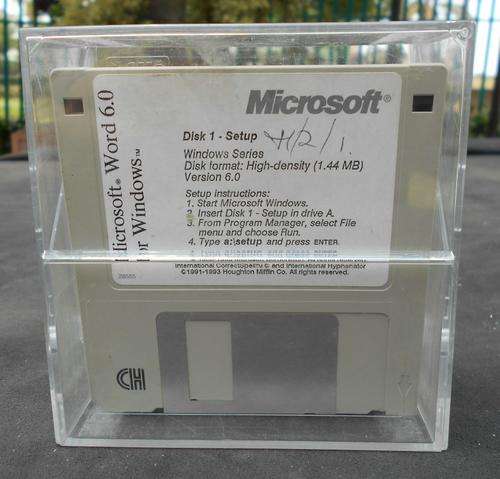 Microsoft® Word 6.0
for Windows™
Microsoft®
Disk 1 - Setup
Windows Series
Disk format: High-density (1.44 MB)
Version 6.0
Setup Instructions:
1. Start Microsoft Windows.
2. Insert Disk 1 - Setup in drive A.
3. From Program Manager, select File
menu and choose Run.
4. Type a:\setup and press ENTER.
International CorrectSpell™ © and International Hyphenator
©1991-1993 Houghton Mifflin Co. All rights reserved.